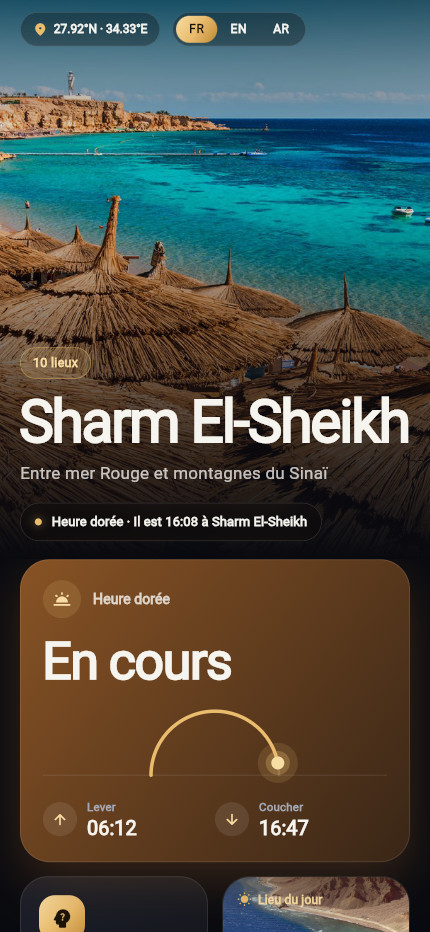 27.92°N · 34.33°E
FR EN AR
10 lieux
Sharm El-Sheikh
Entre mer Rouge et montagnes du Sinaï
Heure dorée · Il est 16:08 à Sharm El-Sheikh
Heure dorée
En cours
Lever
06:12
Coucher
16:47
Lieu du jour